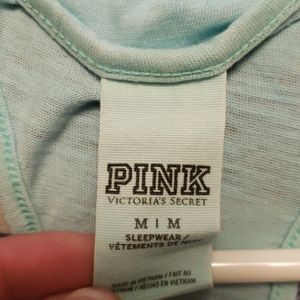 PINK
VICTORIA'S SECRET
M | M
SLEEPWEAR /
VÊTEMENTS DE
MADE IN VIETNAM / FAIT AU
VIETNAM / HECHO EN VIETNAM